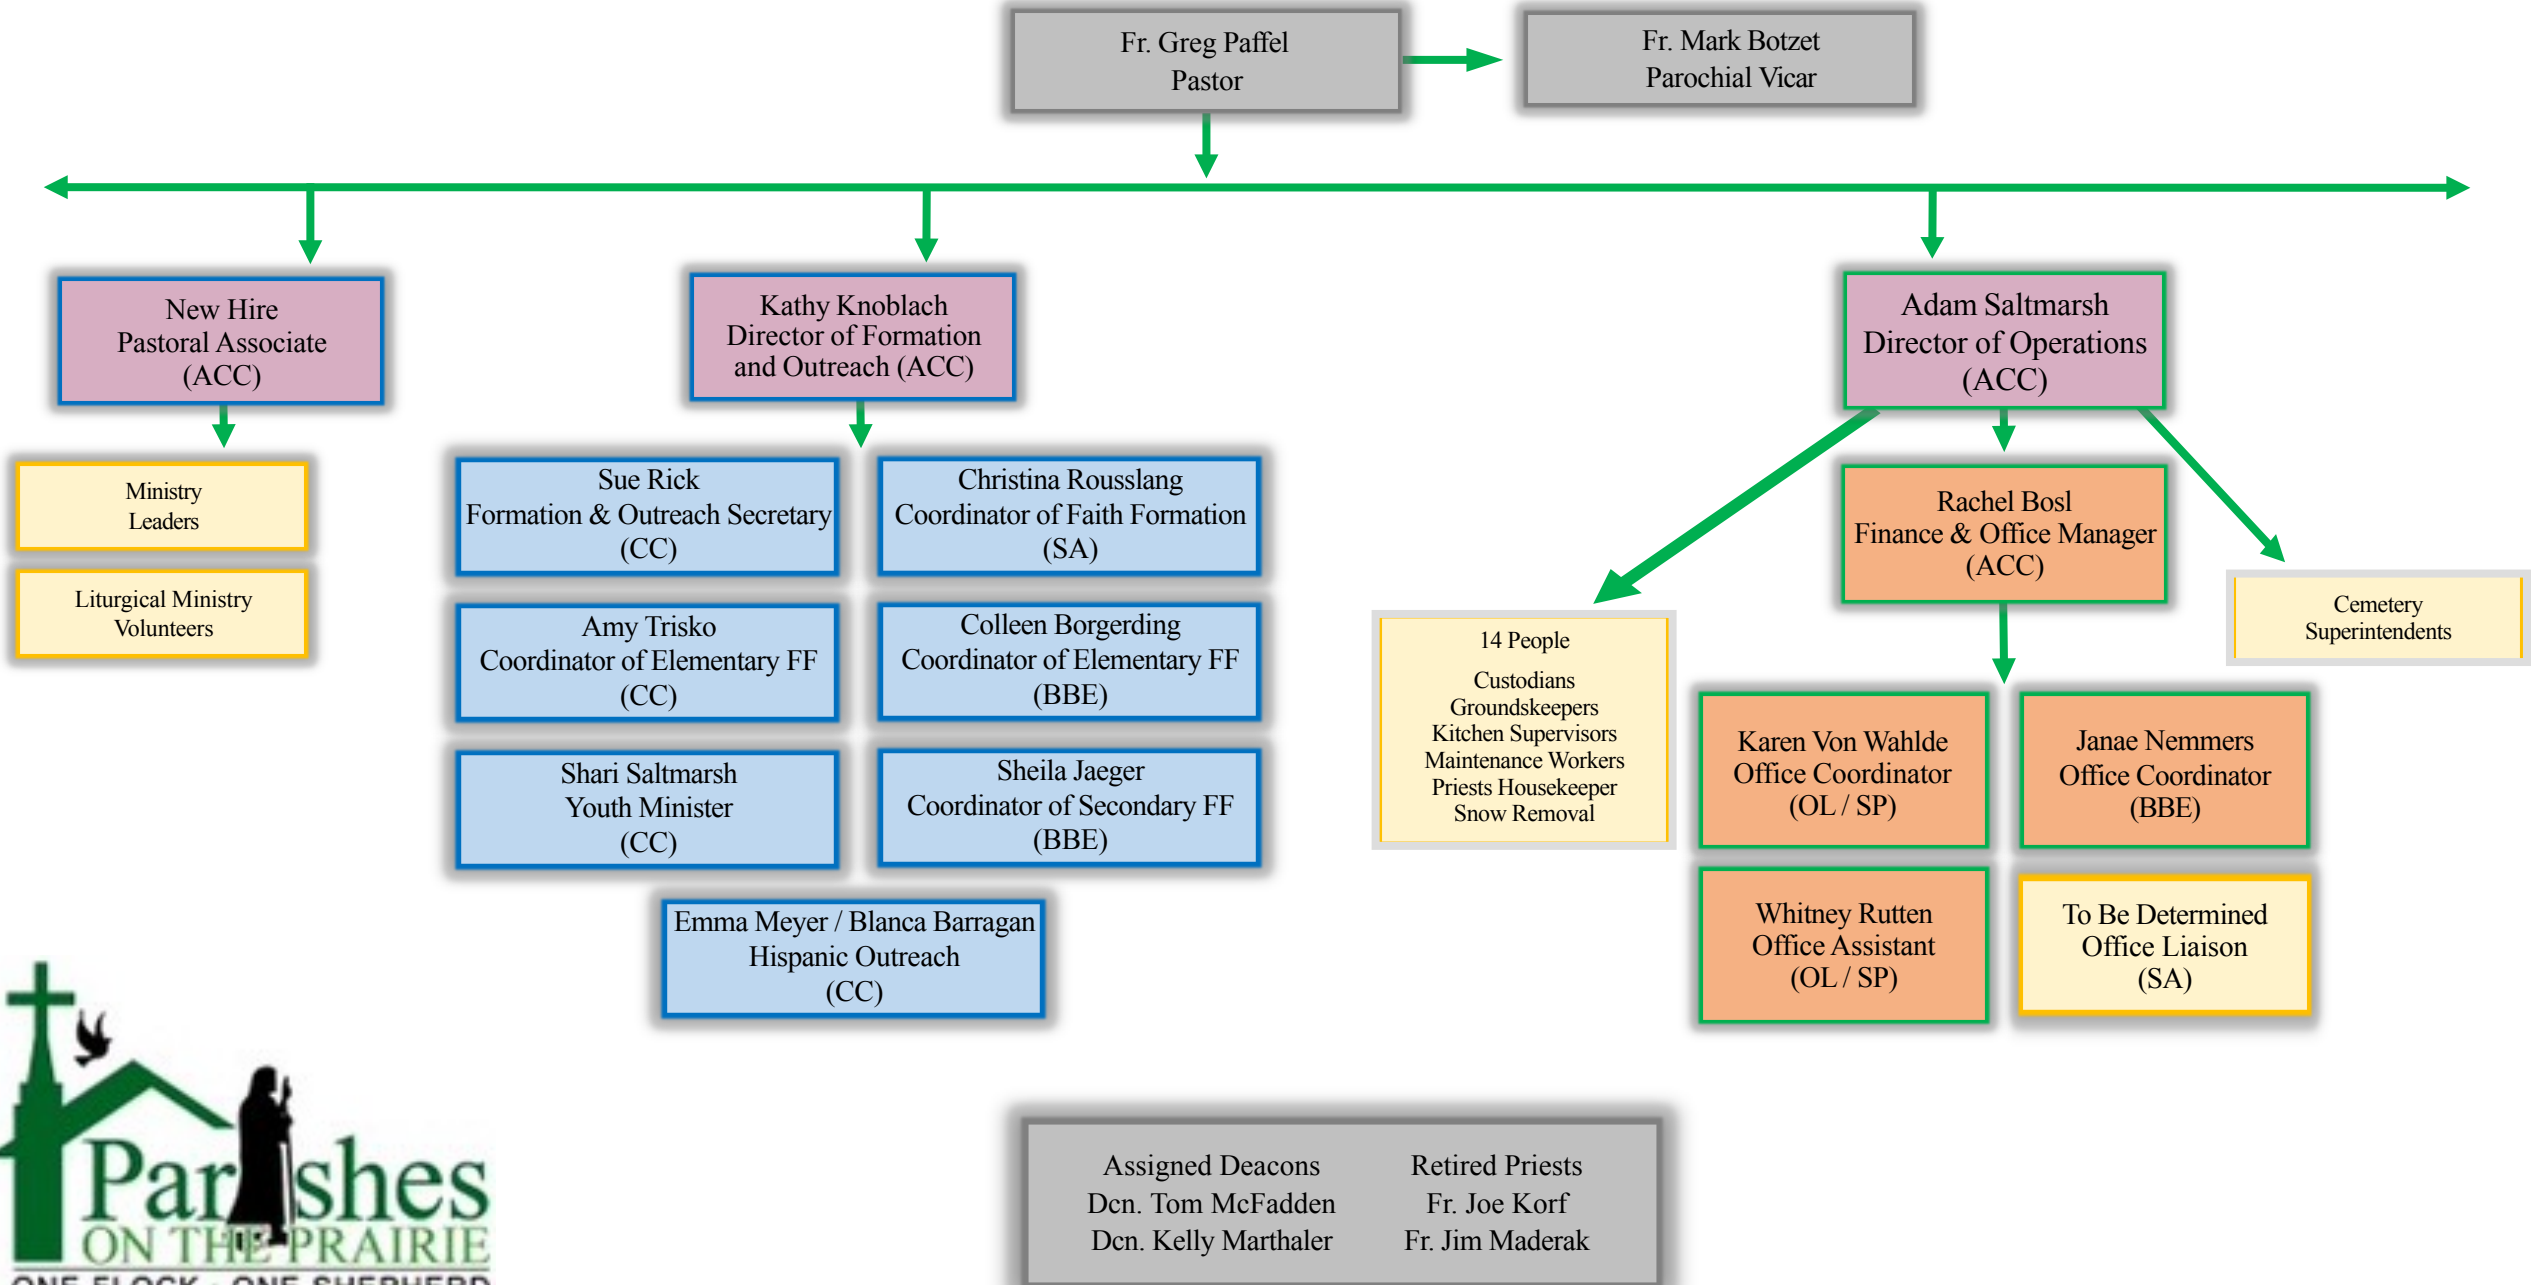 Fr. Greg Paffel
Pastor
Fr. Mark Botzet
Parochial Vicar
New Hire
Pastoral Associate
(ACC)
Kathy Knoblach
Director of Formation
and Outreach (ACC)
Adam Saltmarsh
Director of Operations
(ACC)
Ministry
Leaders
Liturgical Ministry
Volunteers
Sue Rick
Formation & Outreach Secretary
(CC)
Christina Rousslang
Coordinator of Faith Formation
(SA)
Amy Trisko
Coordinator of Elementary FF
(CC)
Colleen Borgerding
Coordinator of Elementary FF
(BBE)
Shari Saltmarsh
Youth Minister
(CC)
Sheila Jaeger
Coordinator of Secondary FF
(BBE)
Emma Meyer / Blanca Barragan
Hispanic Outreach
(CC)
14 People
Custodians
Groundskeepers
Kitchen Supervisors
Maintenance Workers
Priests Housekeeper
Snow Removal
Rachel Bosl
Finance & Office Manager
(ACC)
Cemetery
Superintendents
Karen Von Wahlde
Office Coordinator
(OL / SP)
Janae Nemmers
Office Coordinator
(BBE)
Whitney Rutten
Office Assistant
(OL / SP)
To Be Determined
Office Liaison
(SA)
Parishes
ON THE PRAIRIE
ONE FLOCK · ONE SHEPHERD
Assigned Deacons
Dcn. Tom McFadden
Dcn. Kelly Marthaler
Retired Priests
Fr. Joe Korf
Fr. Jim Maderak